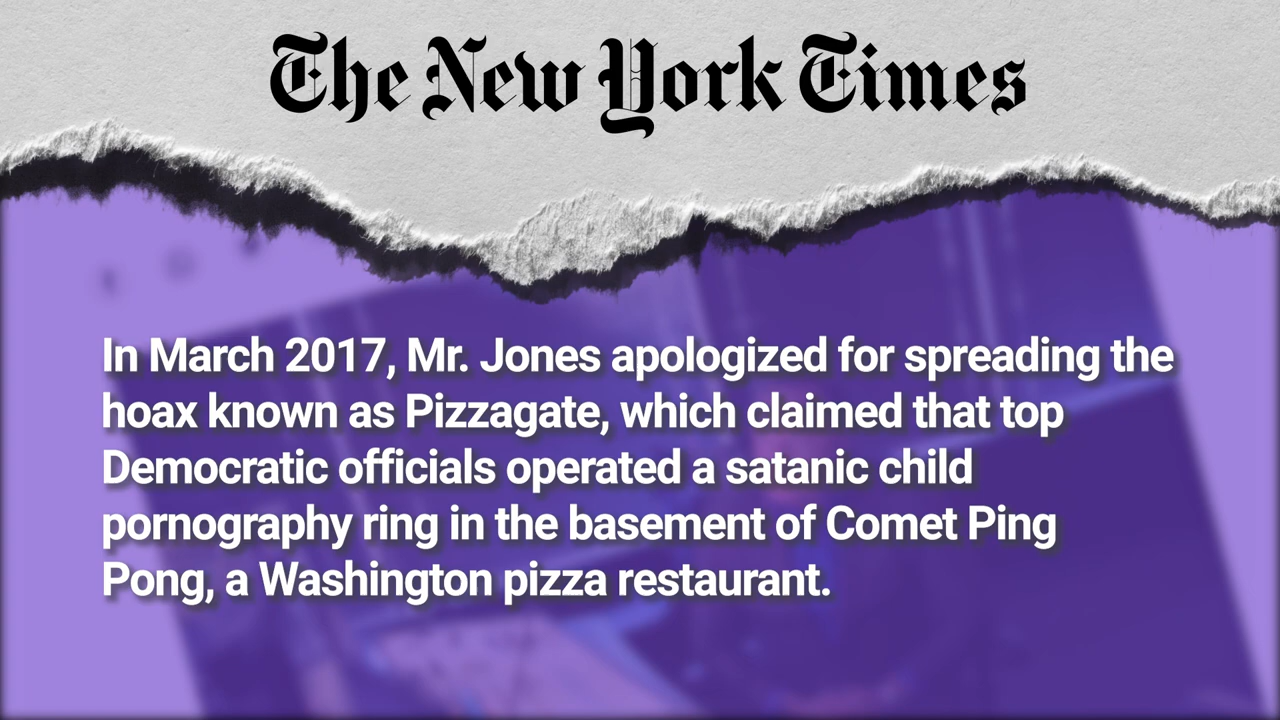 The New York Times
In March 2017, Mr. Jones apologized for spreading the
hoax known as Pizzagate, which claimed that top
Democratic officials operated a satanic child
pornography ring in the basement of Comet Ping
Pong, a Washington pizza restaurant.